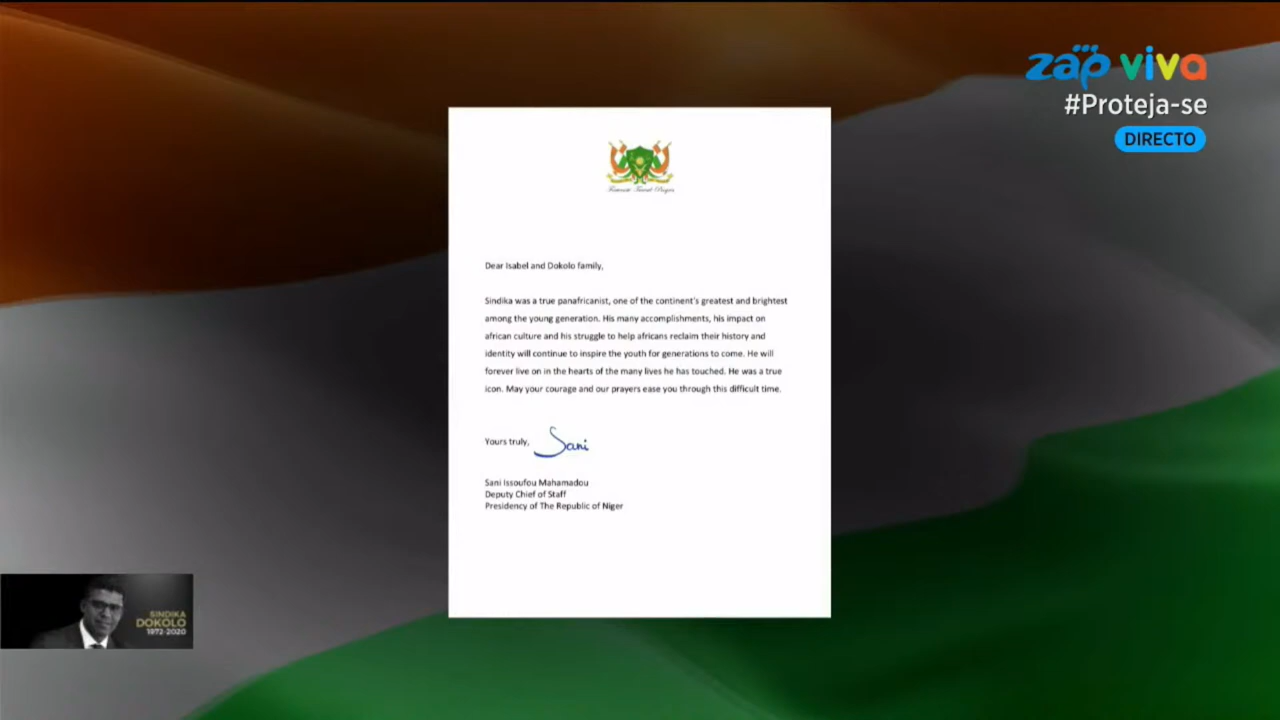 zap viva
#Proteja-se
DIRECTO
Dear Isabel and Dokolo family,
Sindika was a true panafricanist, one of the continent's greatest and brightest
among the young generation. His many accomplishments, his impact on
african culture and his struggle to help africans reclaim their history and
identity will continue to inspire the youth for generations to come. He will
forever live on in the hearts of the many lives he has touched. He was a true
icon. May your courage and our prayers ease you through this difficult time.
Yours truly, Sani
Sani Issoufou Mahamadou
Deputy Chief of Staff
Presidency of The Republic of Niger
SINDIKA
DOKOLO
1972-2020